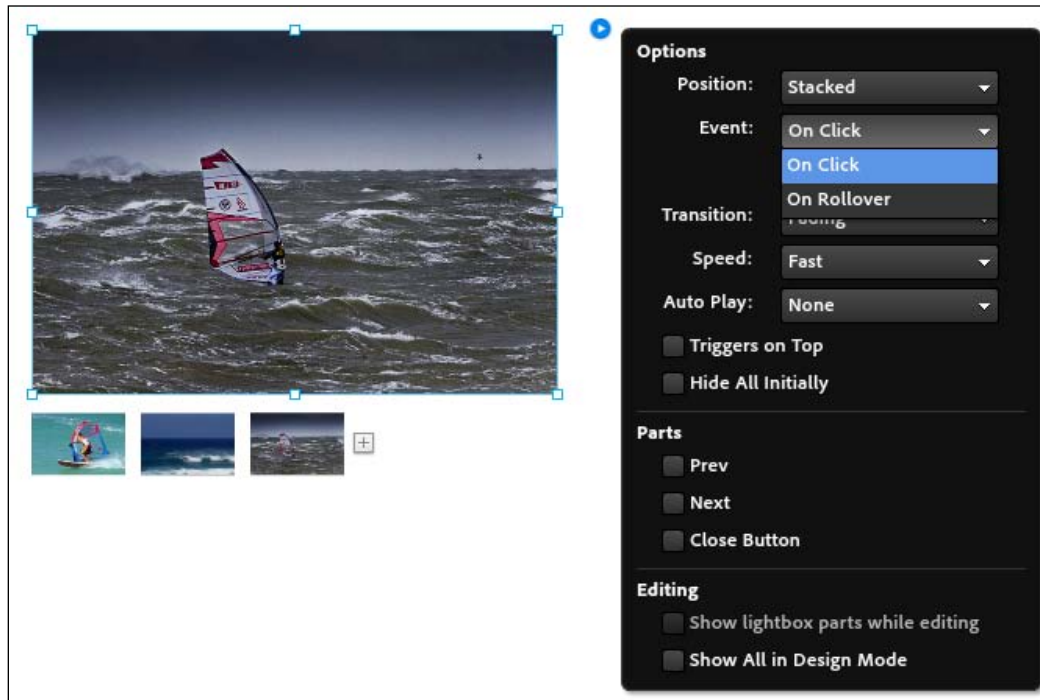 Options
Position: Stacked
Event: On Click
On Click
On Rollover
Transition: Fading
Speed: Fast
Auto Play: None
Triggers on Top
Hide All Initially
Parts
Prev
Next
Close Button
Editing
Show lightbox parts while editing
Show All in Design Mode